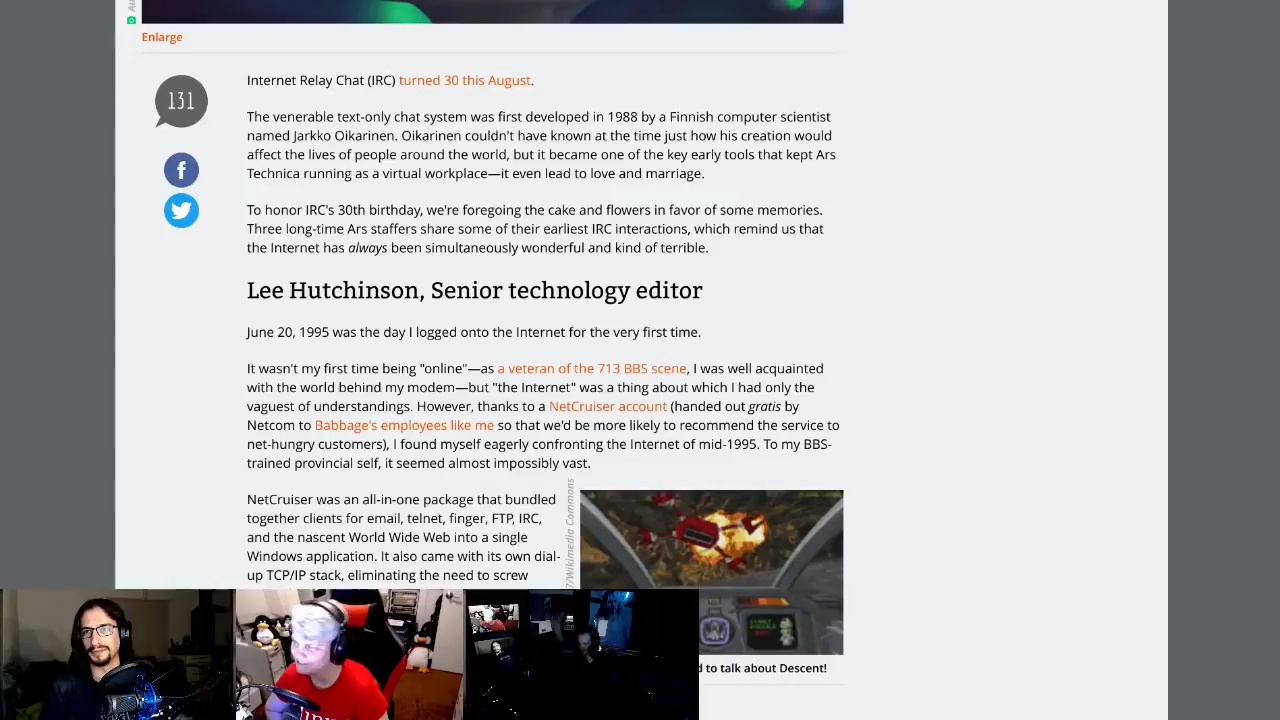 Enlarge
Internet Relay Chat (IRC) turned 30 this August.
131
The venerable text-only chat system was first developed in 1988 by a Finnish computer scientist
named Jarkko Oikarinen. Oikarinen couldn't have known at the time just how his creation would
affect the lives of people around the world, but it became one of the key early tools that kept Ars
Technica running as a virtual workplace—it even lead to love and marriage.
To honor IRC's 30th birthday, we're foregoing the cake and flowers in favor of some memories.
Three long-time Ars staffers share some of their earliest IRC interactions, which remind us that
the Internet has always been simultaneously wonderful and kind of terrible.
Lee Hutchinson, Senior technology editor
June 20, 1995 was the day I logged onto the Internet for the very first time.
It wasn't my first time being "online"—as a veteran of the 713 BBS scene, I was well acquainted
with the world behind my modem—but "the Internet" was a thing about which I had only the
vaguest of understandings. However, thanks to a NetCruiser account (handed out gratis by
Netcom to Babbage's employees like me so that we'd be more likely to recommend the service to
net-hungry customers), I found myself eagerly confronting the Internet of mid-1995. To my BBS-
trained provincial self, it seemed almost impossibly vast.
NetCruiser was an all-in-one package that bundled
together clients for email, telnet, finger, FTP, IRC,
and the nascent World Wide Web into a single
Windows application. It also came with its own dial-
up TCP/IP stack, eliminating the need to screw
7/Wikimedia Commons
d to talk about Descent!